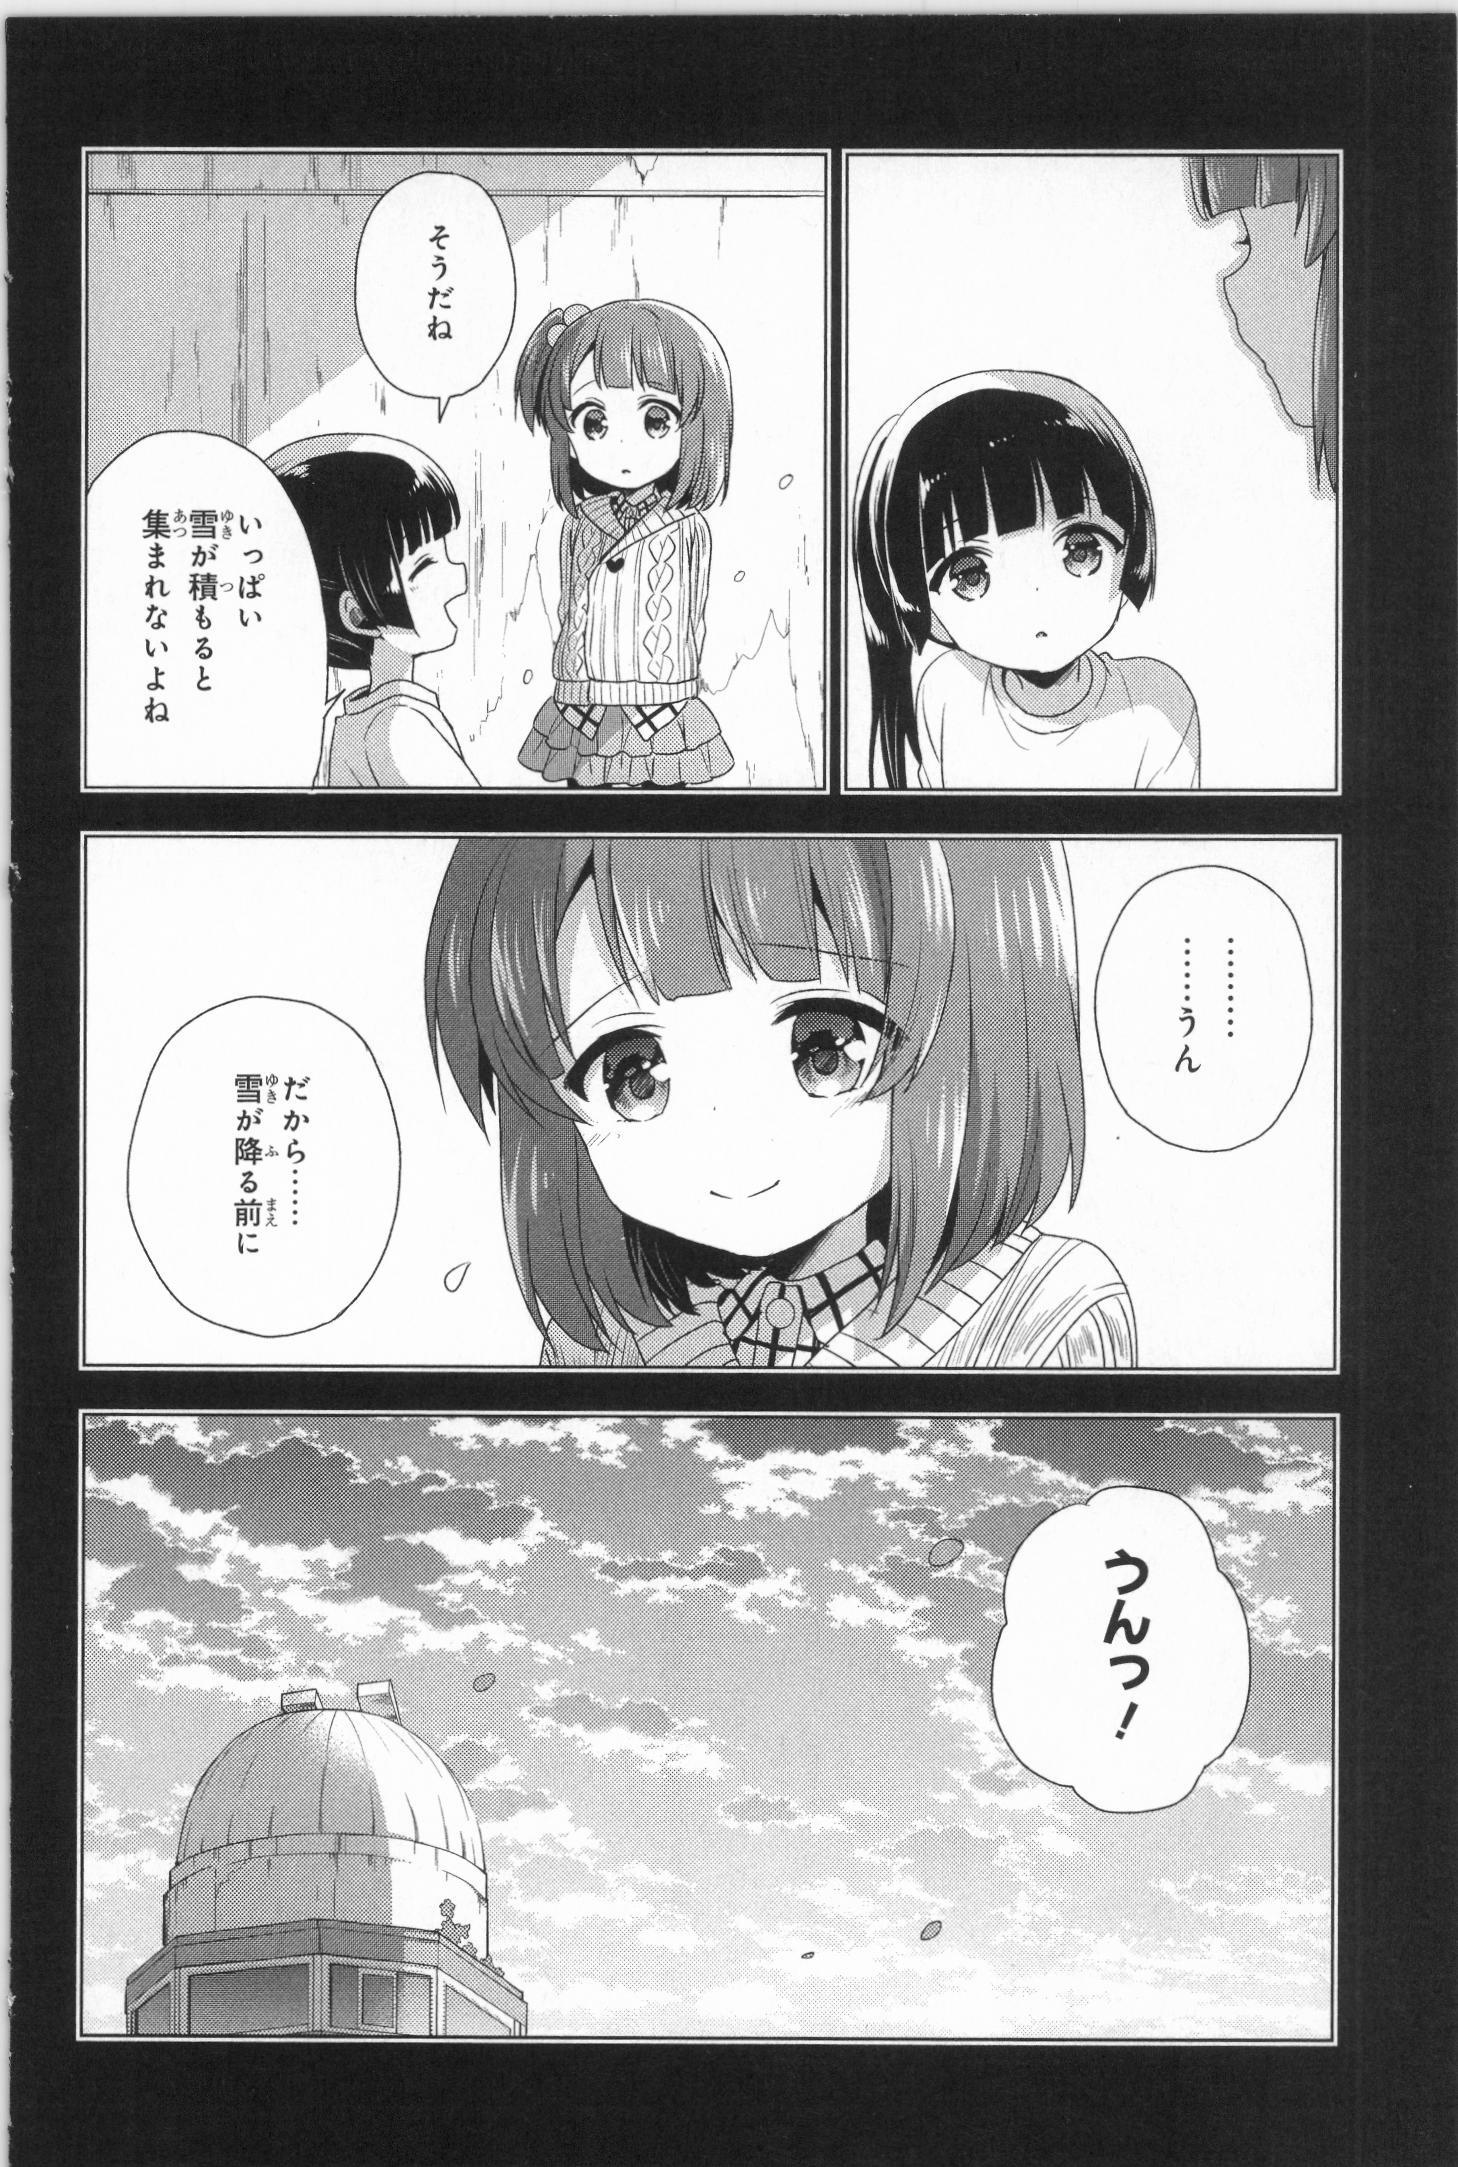 そうだね
いっぱい
雪が積もると
集まれないよね
…………
………うん
だから……
雪が降る前に
うんっ！